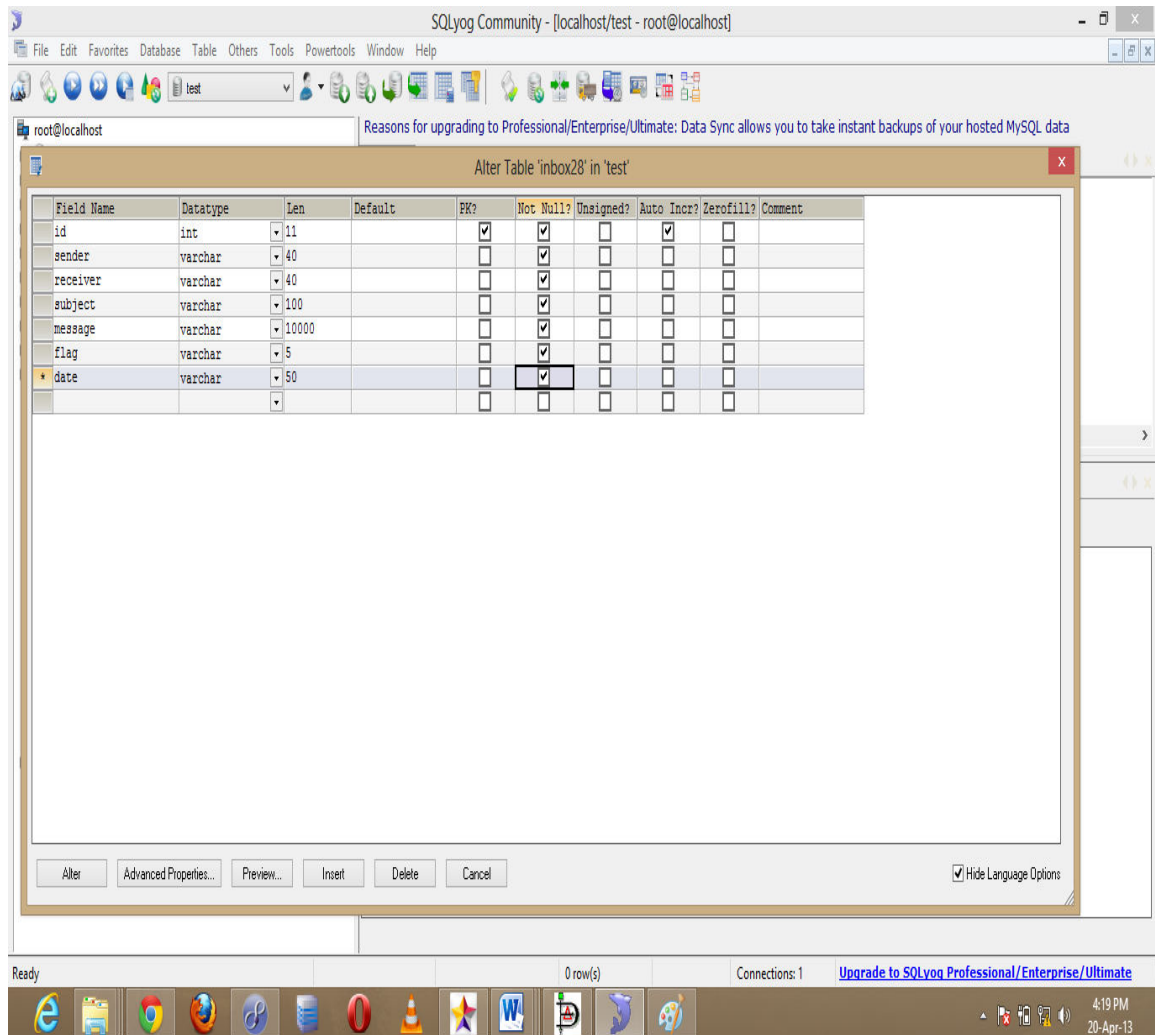 SQLyog Community - [localhost/test - root@localhost]
File Edit Favorites Database Table Others Tools Powertools Window Help
test
root@localhost
Reasons for upgrading to Professional/Enterprise/Ultimate: Data Sync allows you to take instant backups of your hosted MySQL data
Alter Table 'inbox28' in 'test'
Field Name Datatype Len Default PK? Not Null? Unsigned? Auto Incr? Zerofill? Comment
id int 11
sender varchar 40
receiver varchar 40
subject varchar 100
message varchar 10000
flag varchar 5
* date varchar 50
Alter Advanced Properties... Preview... Insert Delete Cancel Hide Language Options
Ready 0 row(s) Connections: 1 Upgrade to SQLyog Professional/Enterprise/Ultimate
4:19 PM
20-Apr-13